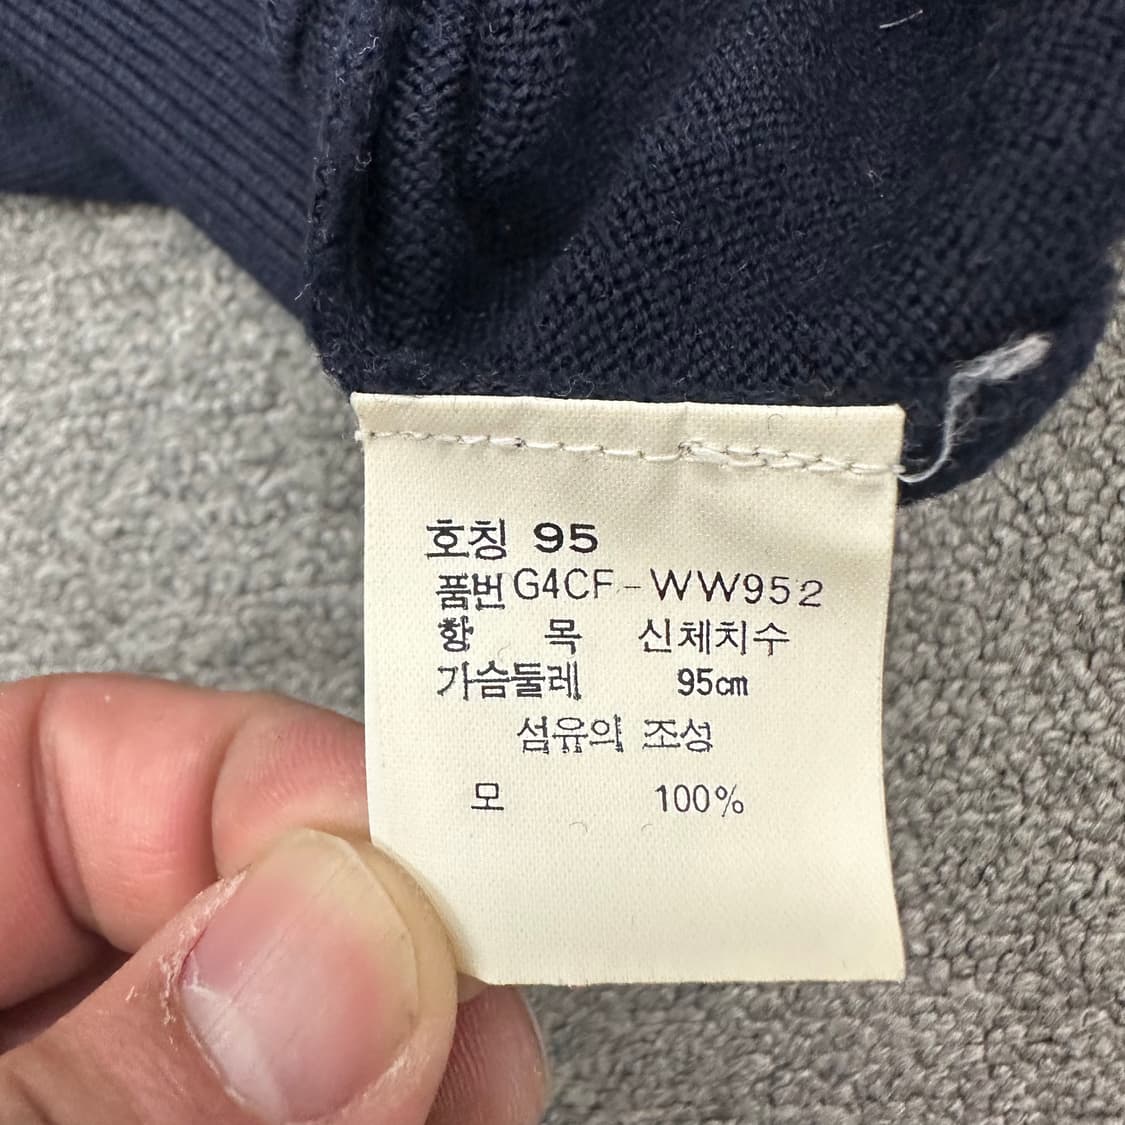 호칭 95
품번 G4CF-WW952
항 목 신체치수
가슴둘레 95cm
섬유의 조성
모 100%